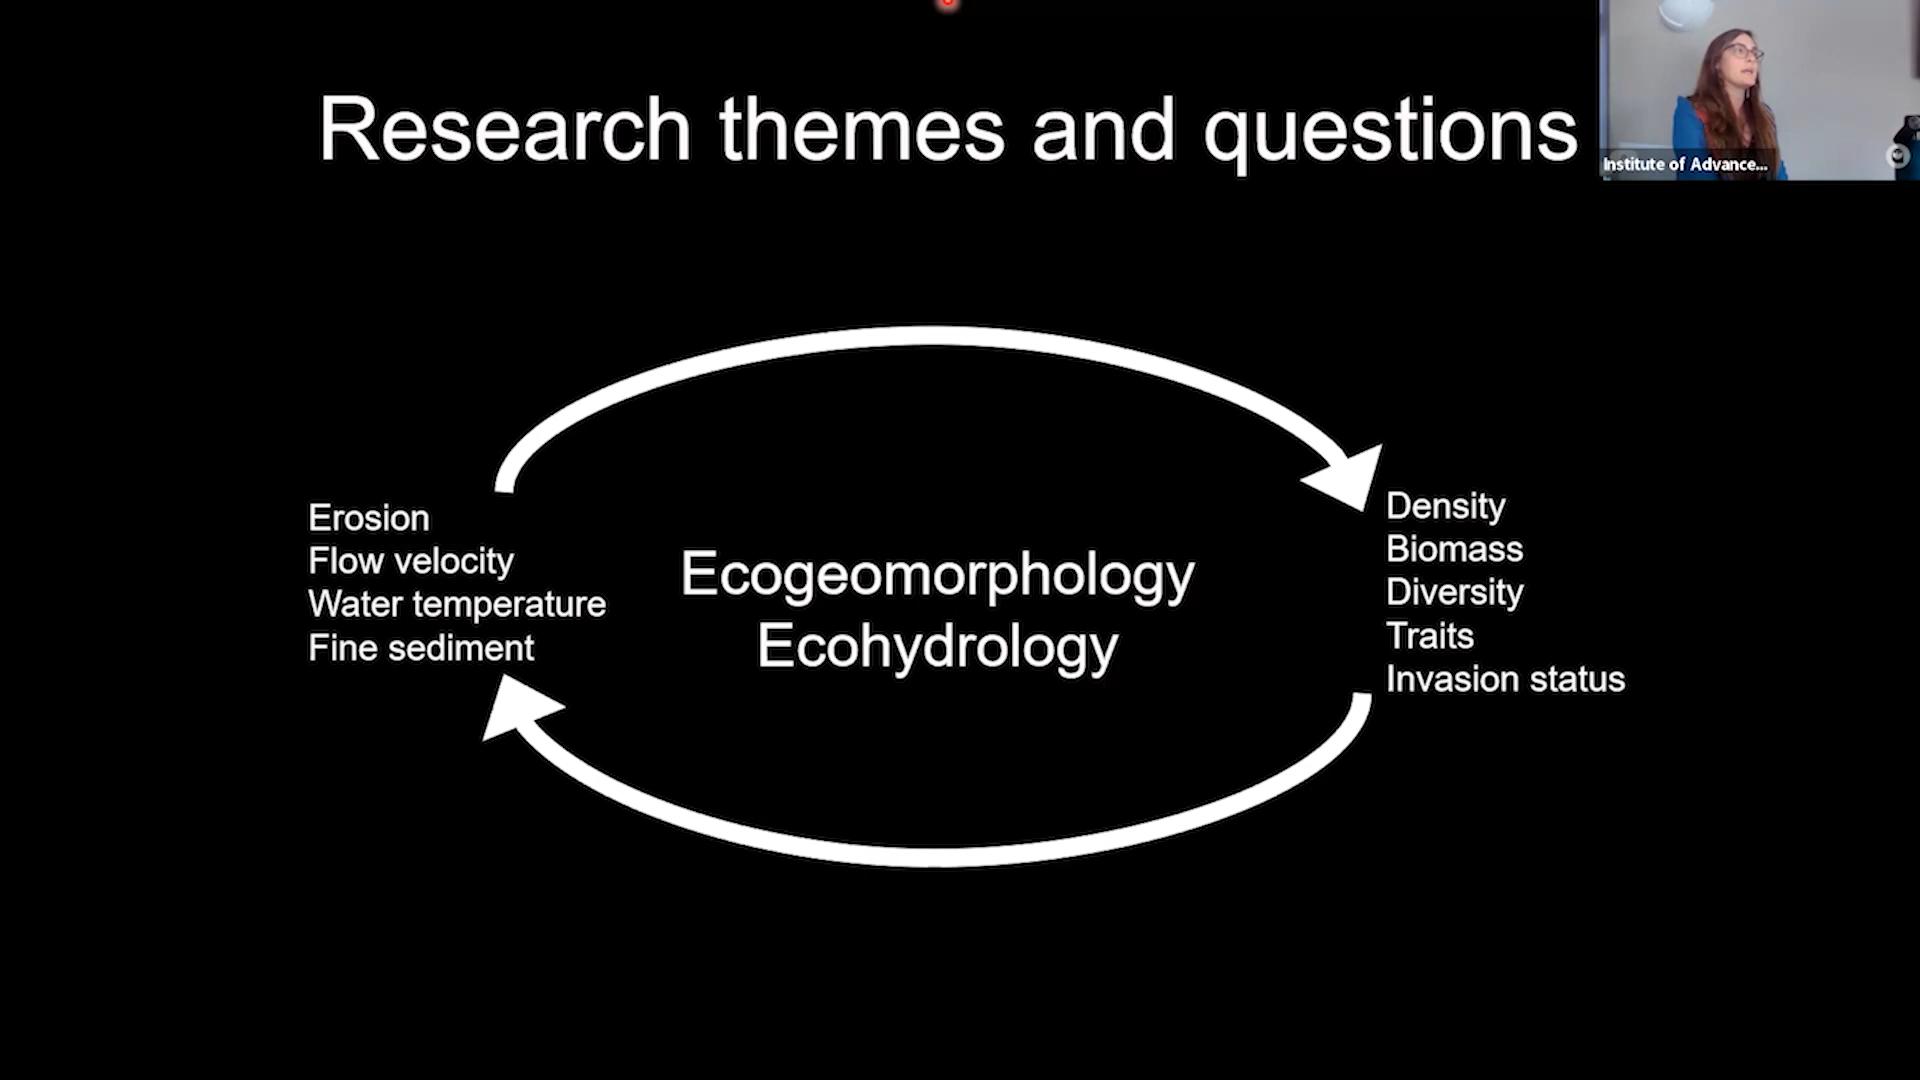 Research themes and questions
Institute of Advance...
Erosion
Flow velocity
Water temperature
Fine sediment
Ecogeomorphology
Ecohydrology
Density
Biomass
Diversity
Traits
Invasion status